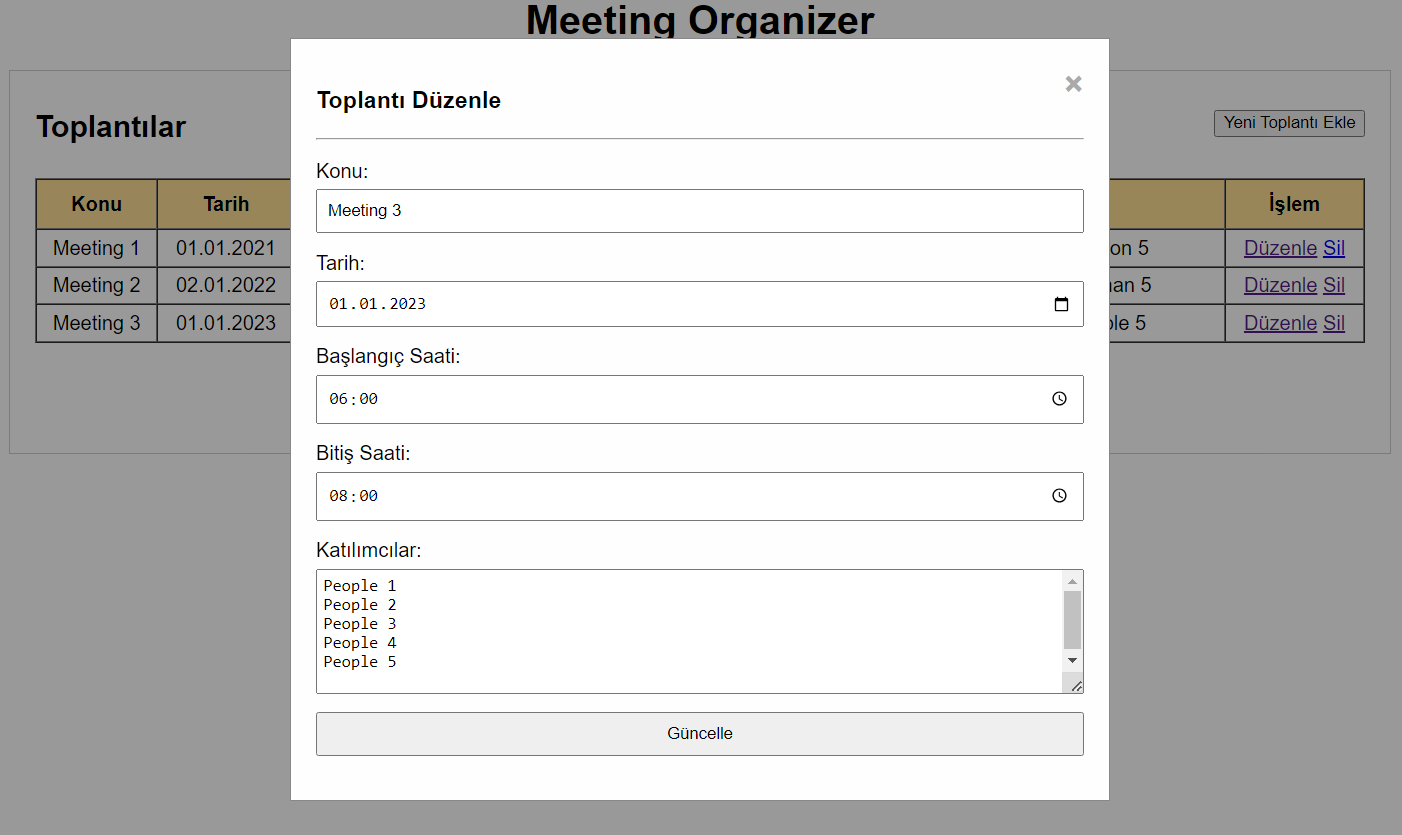 Meeting Organizer
Toplantı Düzenle
×
Toplantılar
Yeni Toplantı Ekle
Konu Tarih İşlem
Meeting 1 01.01.2021 5 Düzenle Sil
Meeting 2 02.01.2022 5 Düzenle Sil
Meeting 3 01.01.2023 5 Düzenle Sil
Konu:
Meeting 3
Tarih:
01.01.2023
Başlangıç Saati:
06:00
Bitiş Saati:
08:00
Katılımcılar:
People 1
People 2
People 3
People 4
People 5
Güncelle